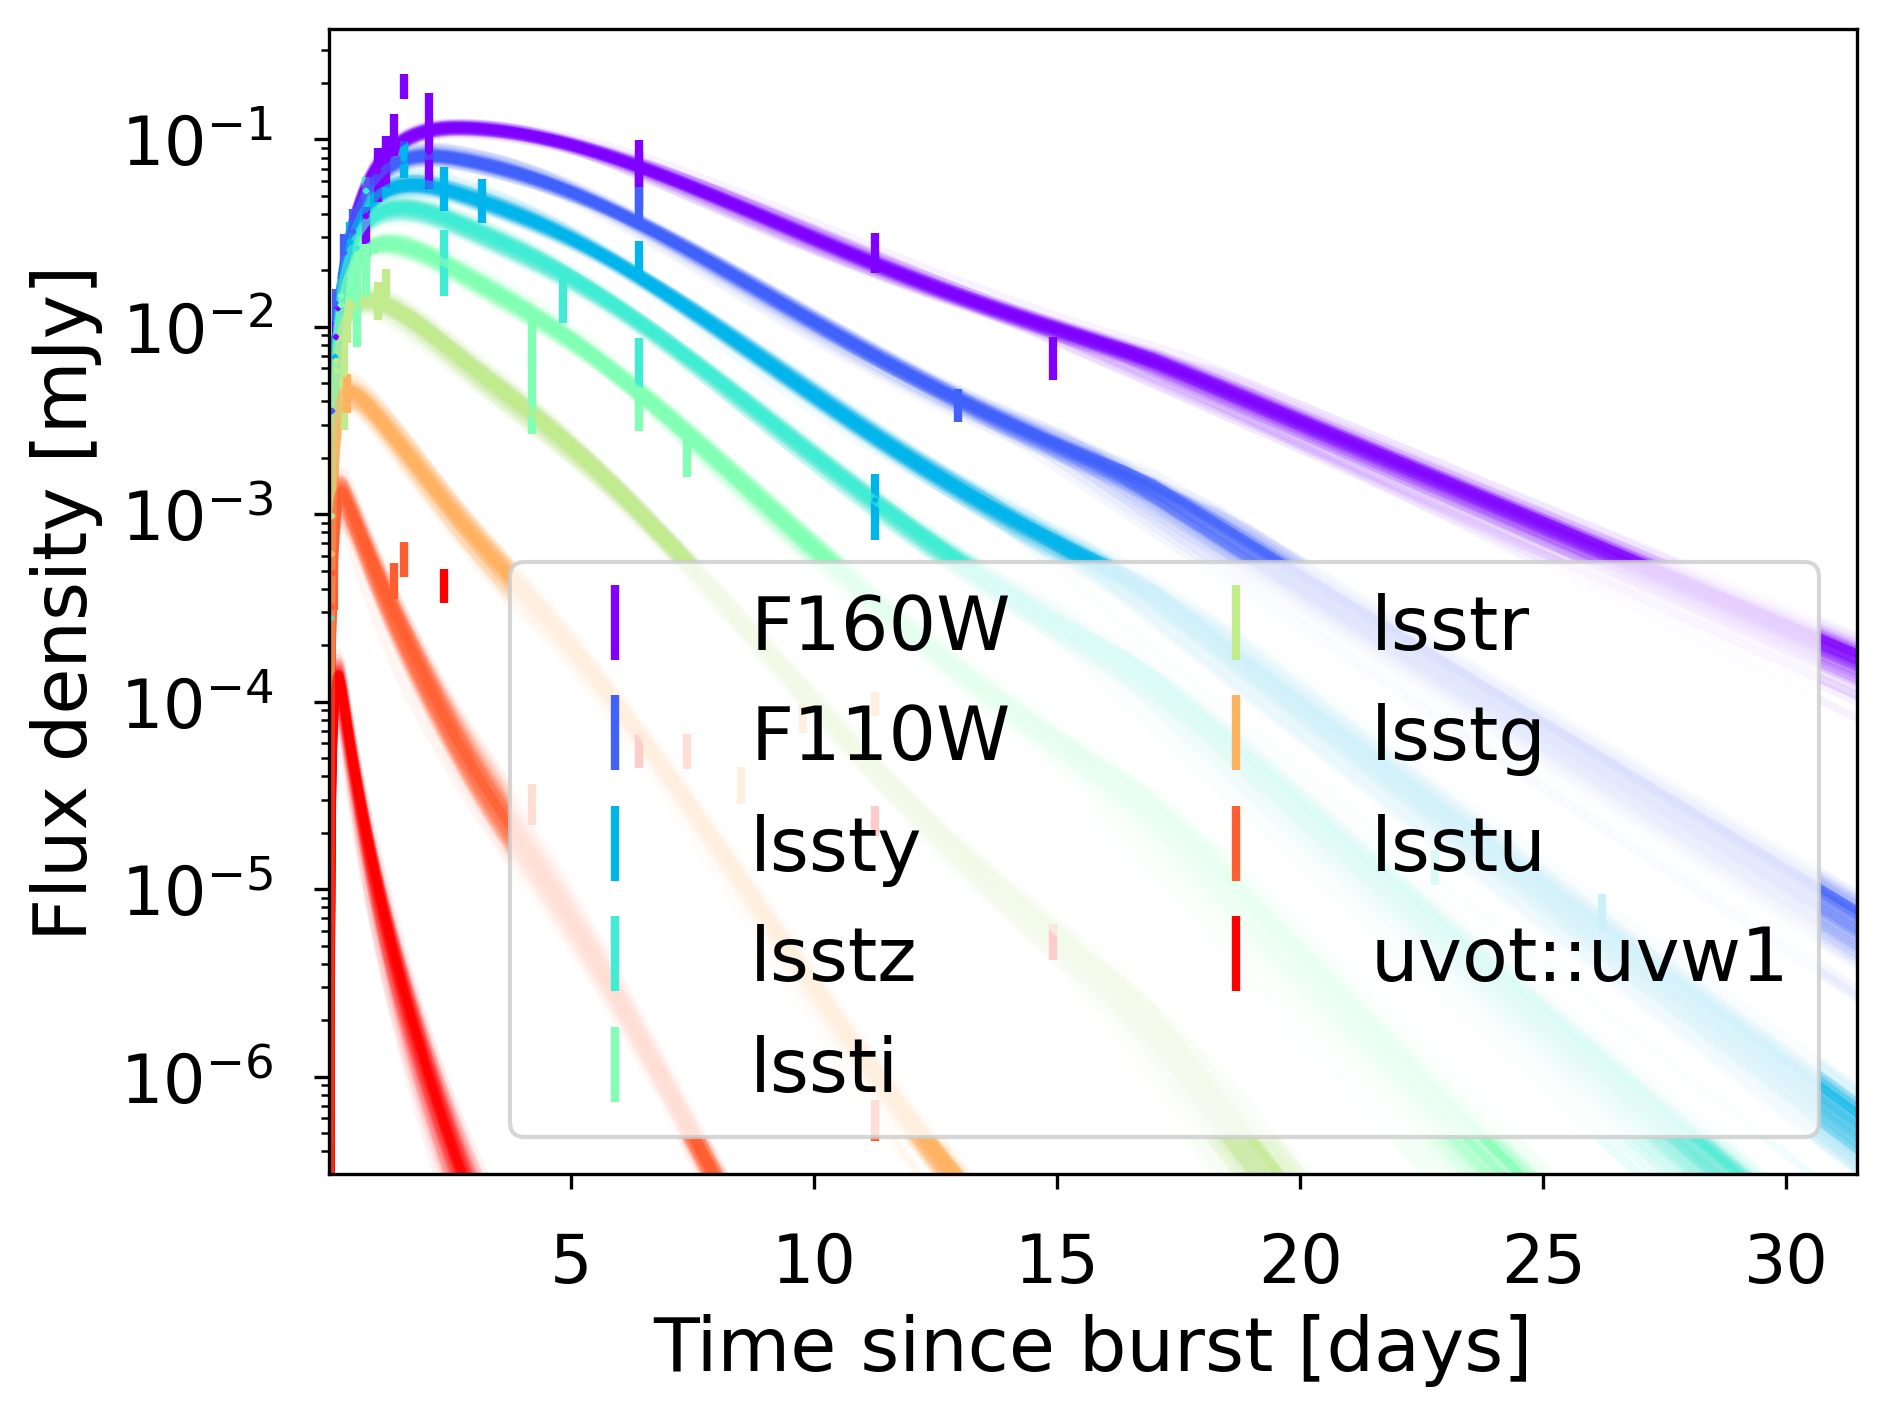 Flux density [mJy]
10⁻¹
10⁻²
10⁻³
10⁻⁴
10⁻⁵
10⁻⁶
F160W
F110W
lssty
lsstz
lssti
lsstr
lsstg
lsstu
uvot::uvw1
5 10 15 20 25 30
Time since burst [days]